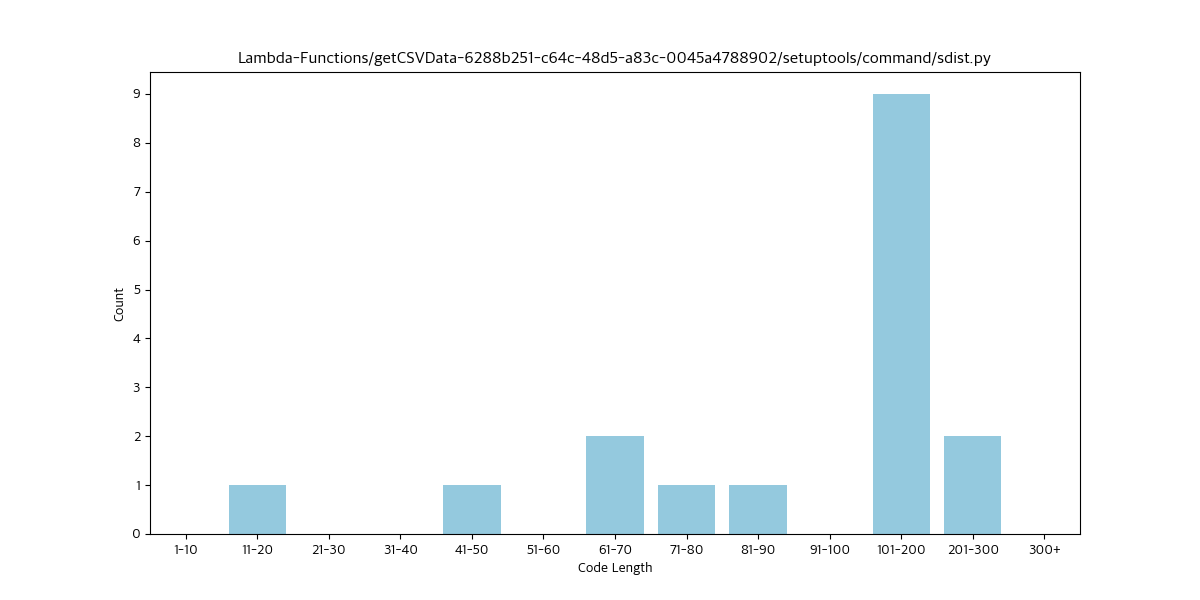 Lambda-Functions/getCSVData-6288b251-c64c-48d5-a83c-0045a4788902/setuptools/command/sdist.py
9
8
7
6
5
4
3
2
1
0
Count
1-10 11-20 21-30 31-40 41-50 51-60 61-70 71-80 81-90 91-100 101-200 201-300 300+
Code Length